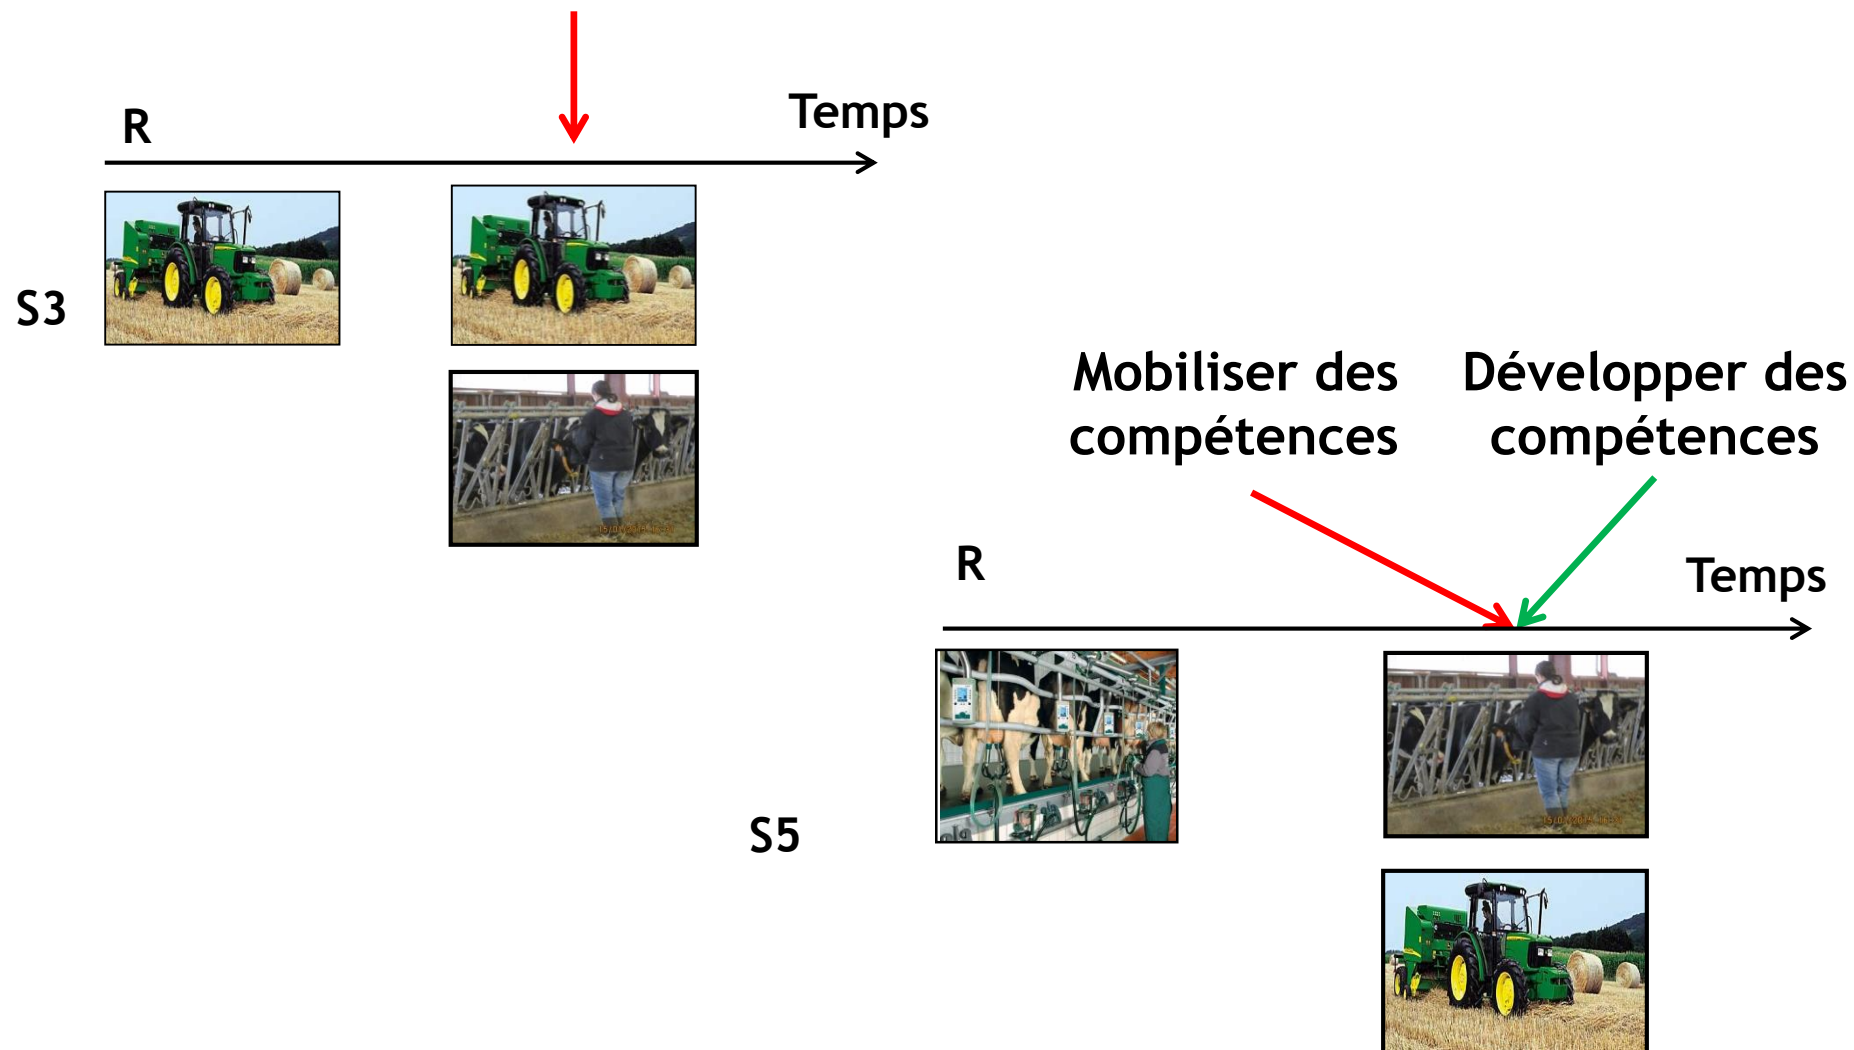 R
Temps
S3
Mobiliser des
compétences
Développer des
compétences
R
Temps
S5